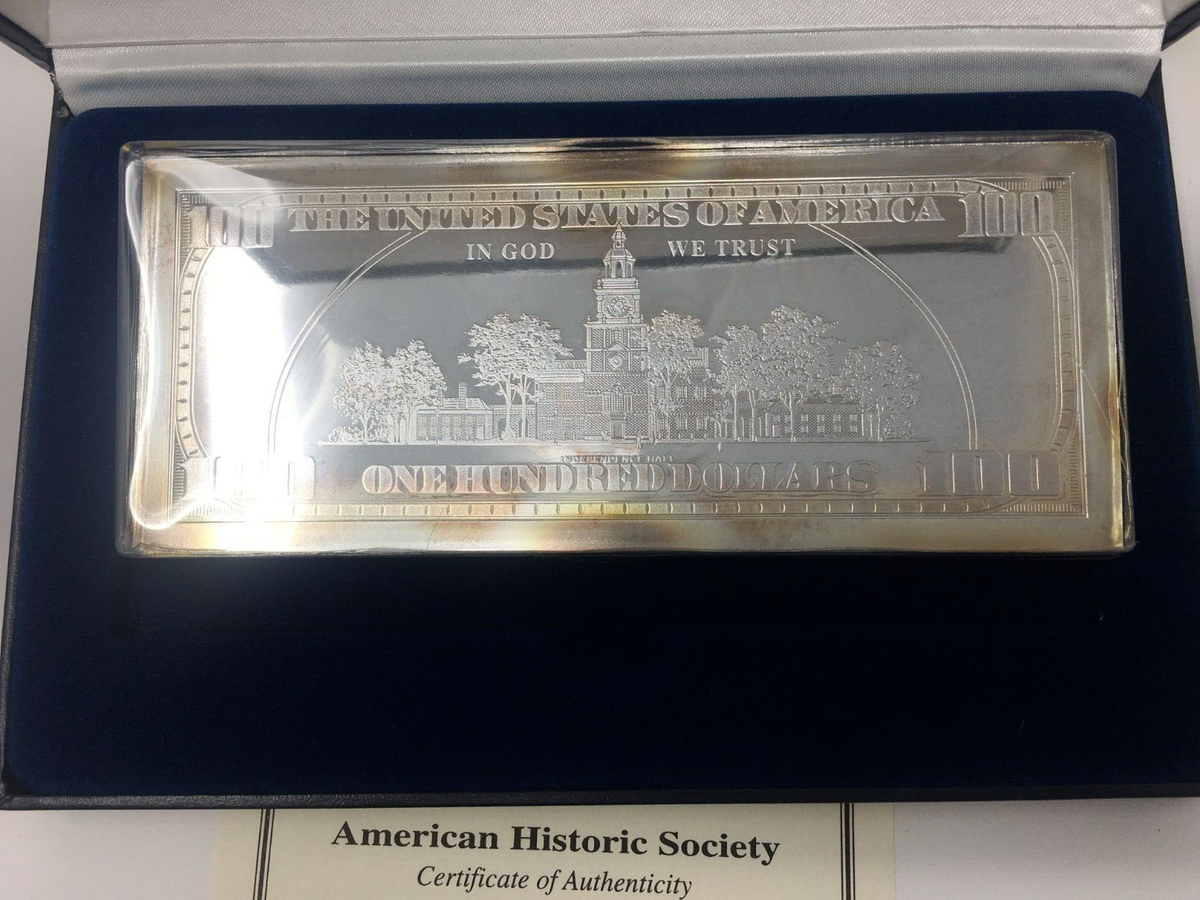 100 THE UNITED STATES OF AMERICA 100
IN GOD WE TRUST
INDEPENDENCE HALL
100 ONE HUNDRED DOLLARS 100
American Historic Society
Certificate of Authenticity